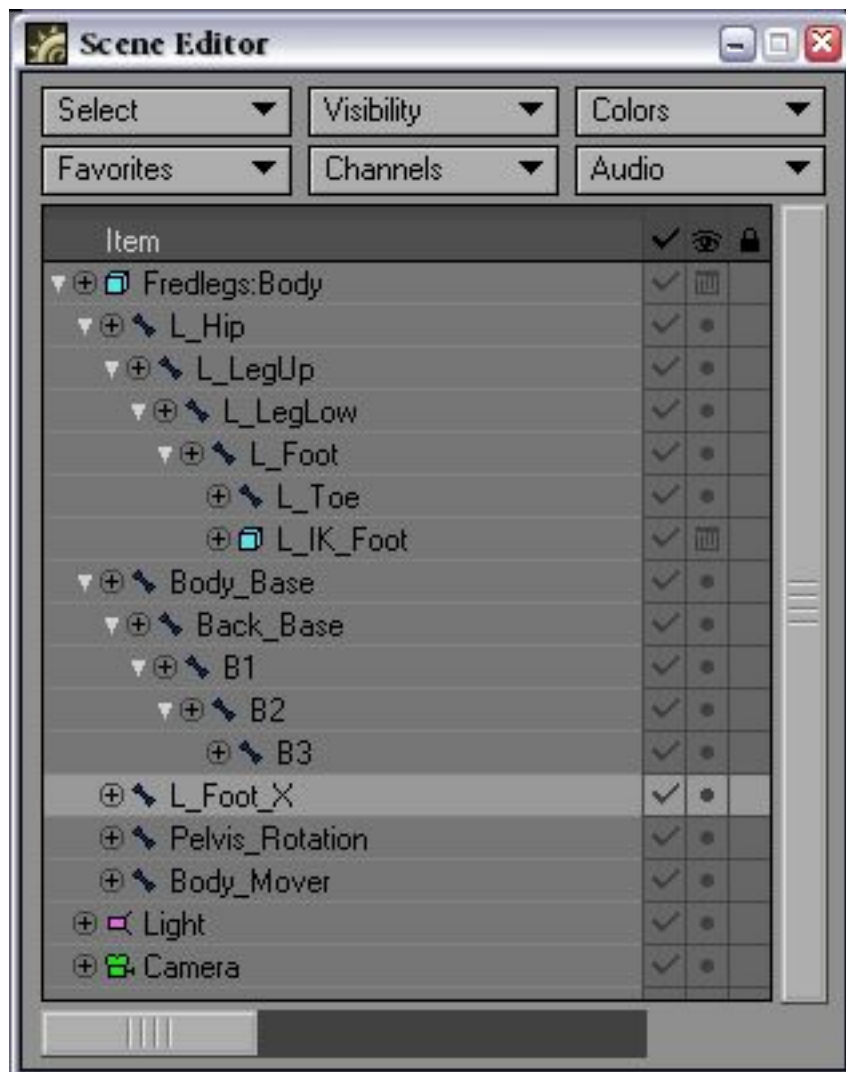 Scene Editor
Select Visibility Colors
Favorites Channels Audio
Item
Fredlegs:Body
L_Hip
L_LegUp
L_LegLow
L_Foot
L_Toe
L_IK_Foot
Body_Base
Back_Base
B1
B2
B3
L_Foot_X
Pelvis_Rotation
Body_Mover
Light
Camera